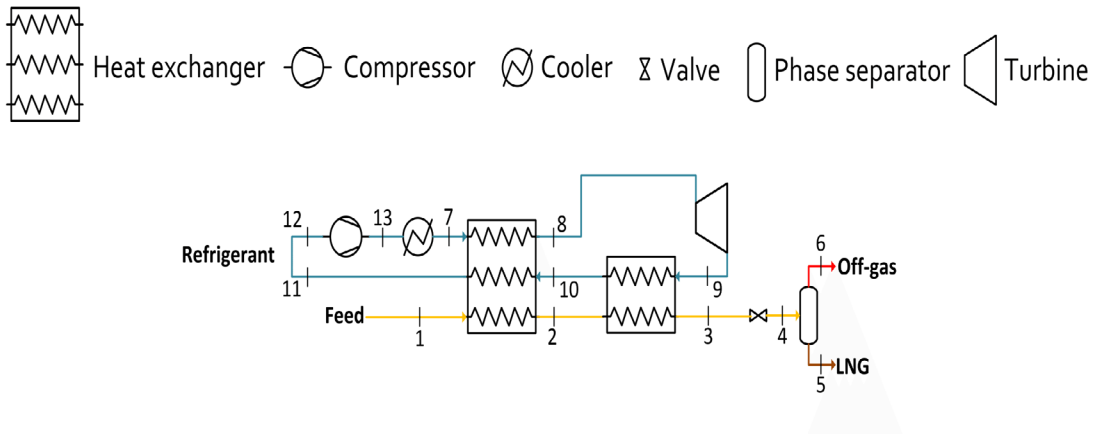 Heat exchanger Compressor Cooler Valve Phase separator Turbine
12 13 7 8 6
Refrigerant Off-gas
11 10 9
Feed
1 2 3 4
LNG
5